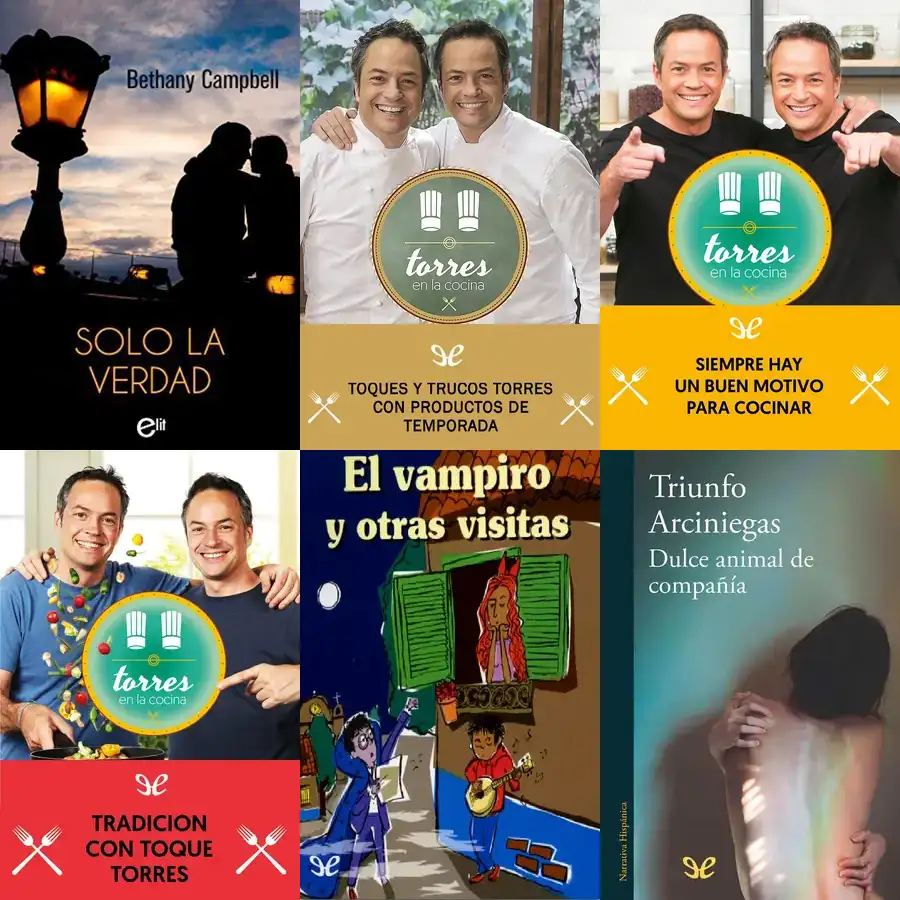 Bethany Campbell
SOLO LA
VERDAD
elit
torres
en la cocina
TOQUES Y TRUCOS TORRES
CON PRODUCTOS DE
TEMPORADA
torres
en la cocina
SIEMPRE HAY
UN BUEN MOTIVO
PARA COCINAR
torres
en la cocina
TRADICION
CON TOQUE
TORRES
El vampiro
y otras visitas
Triunfo
Arciniegas
Dulce animal de
compañía
Narrativa Hispánica